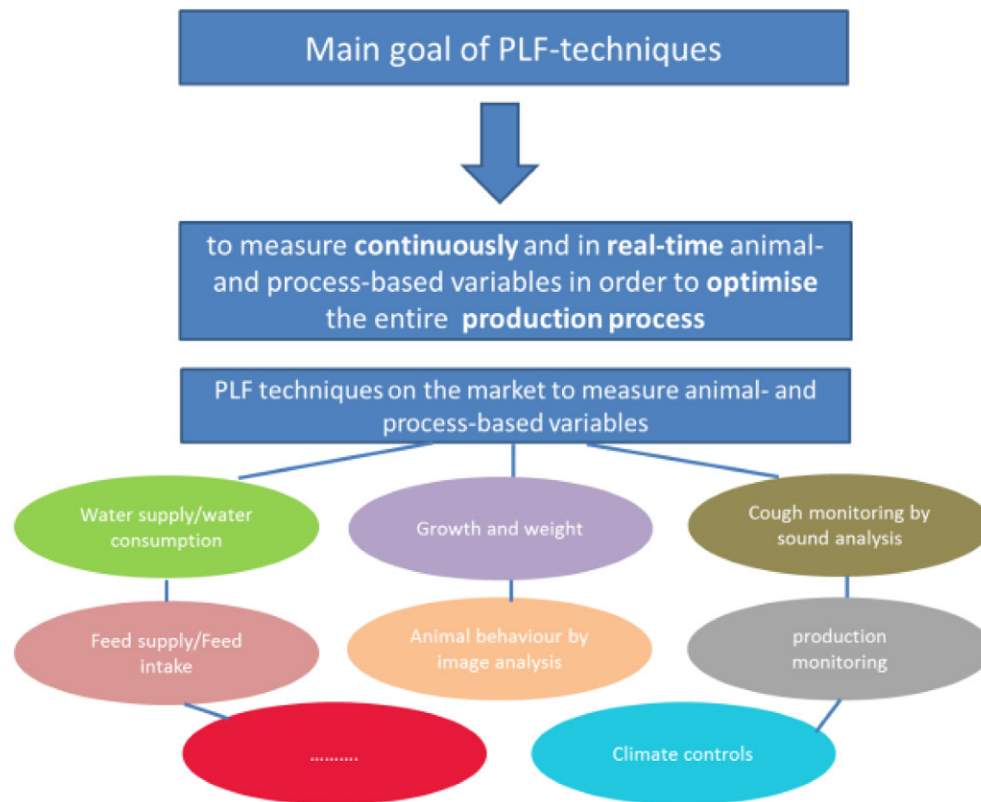 Main goal of PLF-techniques
to measure continuously and in real-time animal-
and process-based variables in order to optimise
the entire production process
PLF techniques on the market to measure animal- and
process-based variables
Water supply/water
consumption
Growth and weight
Cough monitoring by
sound analysis
Feed supply/Feed
intake
Animal behaviour by
image analysis
production
monitoring
..........
Climate controls